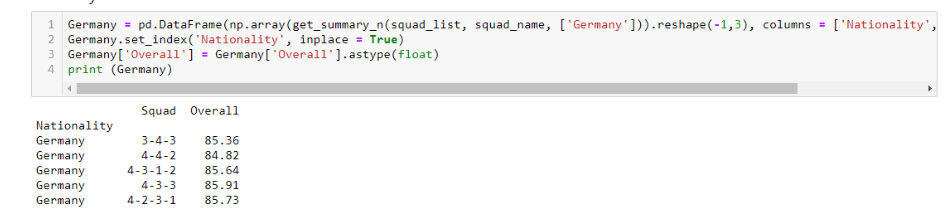 1 Germany = pd.DataFrame(np.array(get_summary_n(squad_list, squad_name, ['Germany'])).reshape(-1,3), columns = ['Nationality',
2 Germany.set_index('Nationality', inplace = True)
3 Germany['Overall'] = Germany['Overall'].astype(float)
4 print (Germany)
Squad Overall
Nationality
Germany 3-4-3 85.36
Germany 4-4-2 84.82
Germany 4-3-1-2 85.64
Germany 4-3-3 85.91
Germany 4-2-3-1 85.73